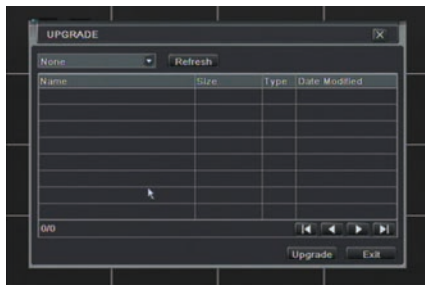 UPGRADE
None Refresh
Name Size Type Date Modified
0/0
Upgrade Exit